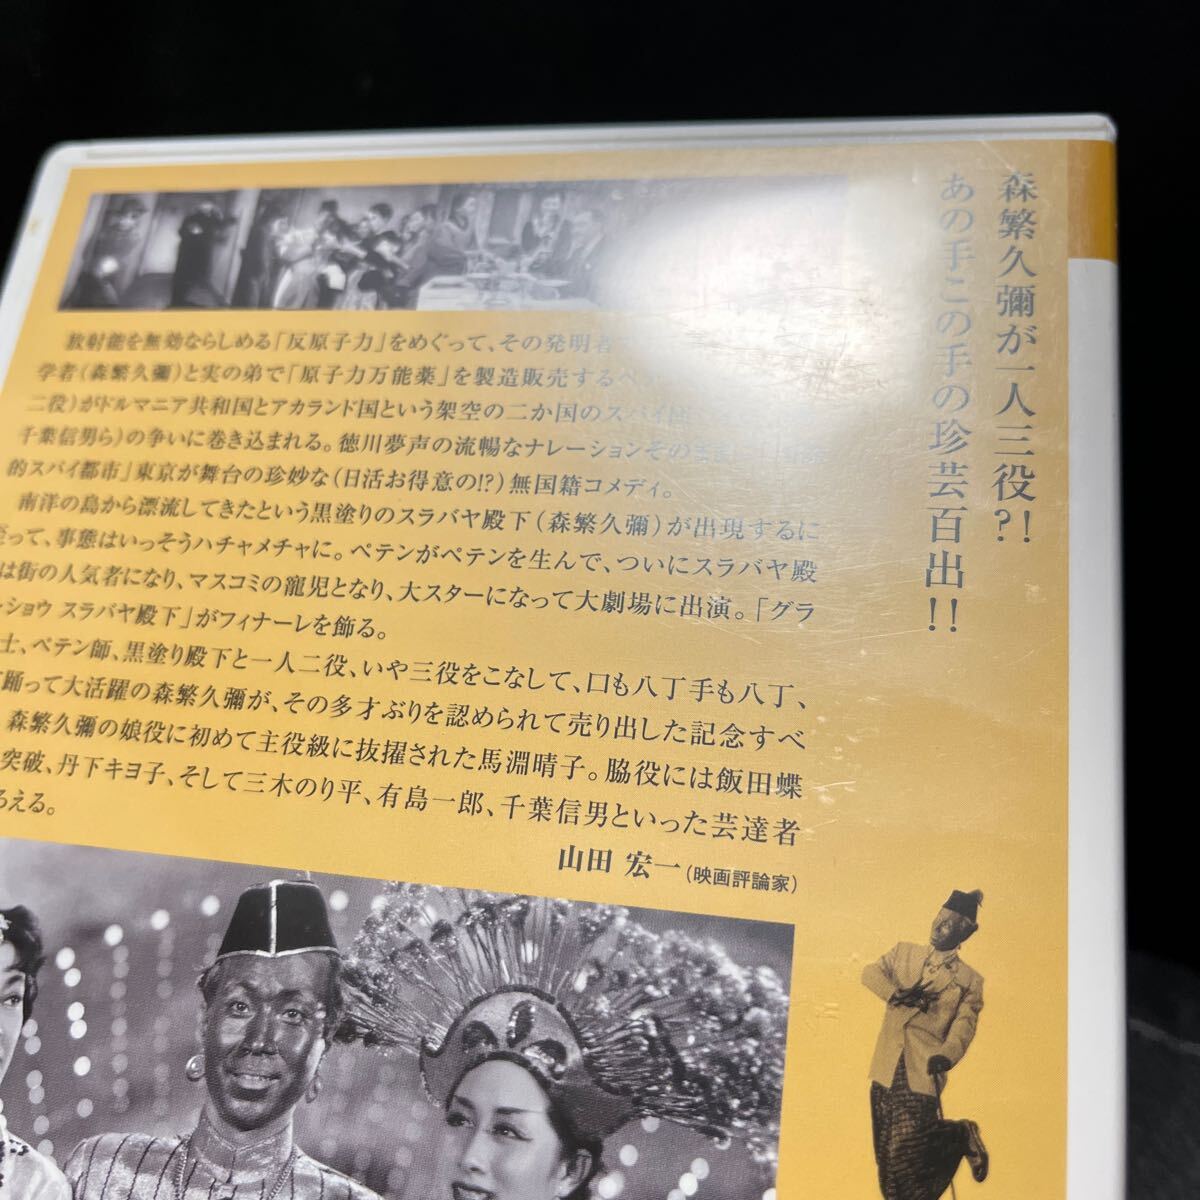 森繁久彌が一人三役?!
あの手この手の珍芸百出!!
放射能を無効ならしめる「反原子力」をめぐって、その発明者
学者(森繁久彌)と実の弟で「原子力万能薬」を製造販売するペテ
二役)がドルマニア共和国とアカランド国という架空の二か国のスパイ団
千葉信男ら)の争いに巻き込まれる。徳川夢声の流暢なナレーションその
的スパイ都市」東京が舞台の珍妙な(日活お得意の!?)無国籍コメディ。
南洋の島から漂流してきたという黒塗りのスラバヤ殿下(森繁久彌)が出現するに
至って、事態はいっそうハチャメチャに。ペテンがペテンを生んで、ついにスラバヤ殿
は街の人気者になり、マスコミの寵児となり、大スターになって大劇場に出演。「グラ
・ショウ スラバヤ殿下」がフィナーレを飾る。
士、ペテン師、黒塗り殿下と一人二役、いや三役をこなして、口も八丁手も八丁、
踊って大活躍の森繁久彌が、その多才ぶりを認められて売り出した記念すべ
森繁久彌の娘役に初めて主役級に抜擢された馬淵晴子。脇役には飯田蝶
突破、丹下キヨ子、そして三木のり平、有島一郎、千葉信男といった芸達者
ろえる。
山田 宏一(映画評論家)